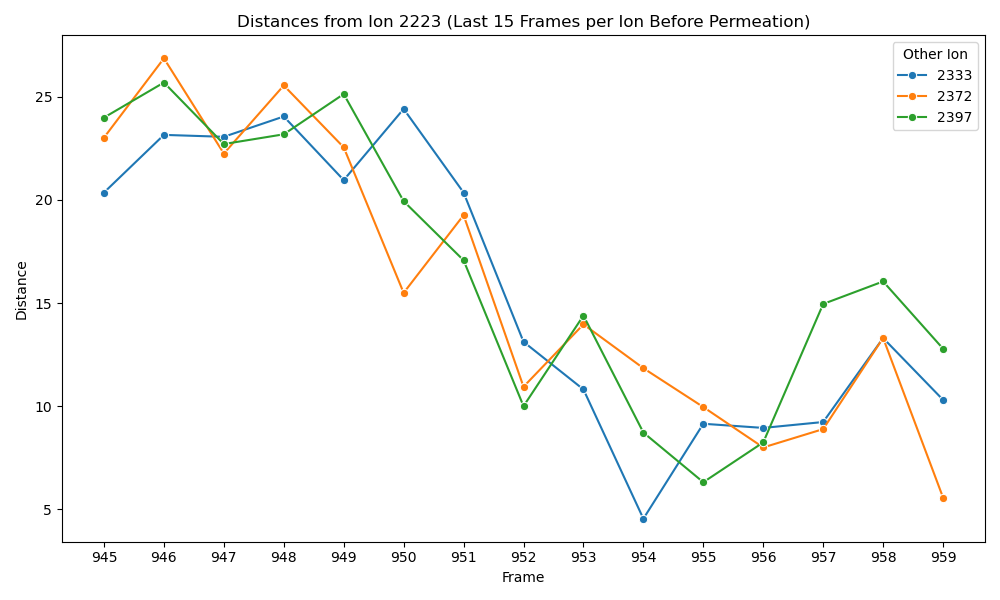 Distances from Ion 2223 (Last 15 Frames per Ion Before Permeation)
Other Ion
2333
2372
2397
Distance
25
20
15
10
5
945 946 947 948 949 950 951 952 953 954 955 956 957 958 959
Frame